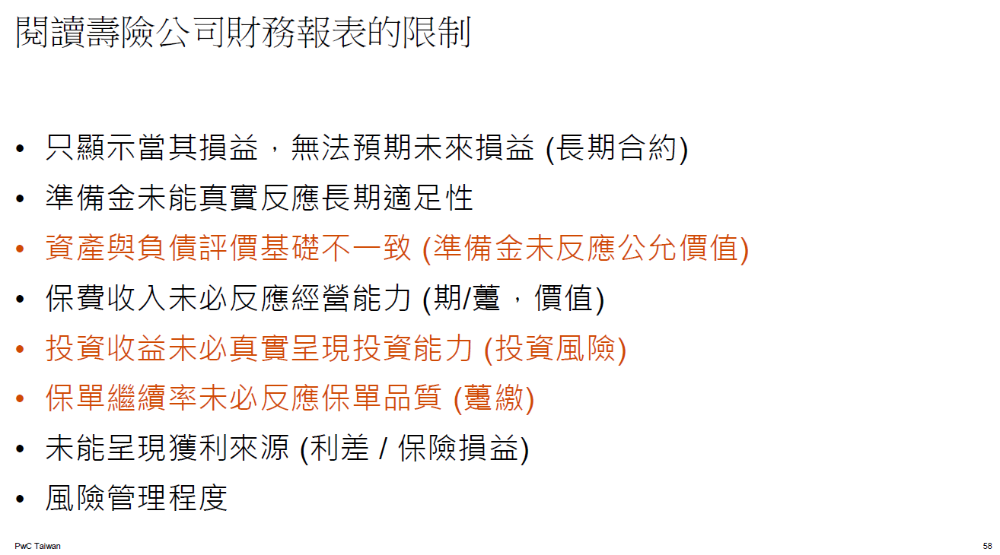 閱讀壽險公司財務報表的限制
• 只顯示當其損益，無法預期未來損益 (長期合約)
• 準備金未能真實反應長期適足性
• 資產與負債評價基礎不一致 (準備金未反應公允價值)
• 保費收入未必反應經營能力 (期/躉，價值)
• 投資收益未必真實呈現投資能力 (投資風險)
• 保單繼續率未必反應保單品質 (躉繳)
• 未能呈現獲利來源 (利差 / 保險損益)
• 風險管理程度
PwC Taiwan
58